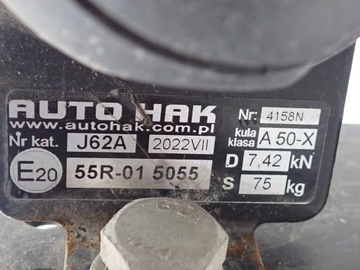 AUTO HAK
www.autohak.com.pl
Nr: 4158N
kula klasa A 50-X
Nr kat. J62A 2022VII
D 7,42 kN
E20 55R-01 5055
S 75 kg